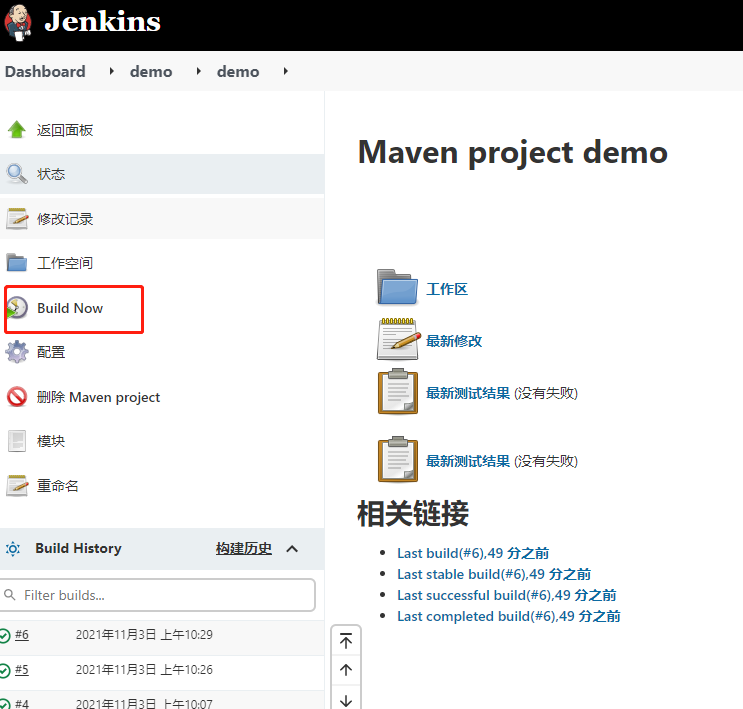 Jenkins
Dashboard demo demo
返回面板
状态
修改记录
工作空间
Build Now
配置
删除 Maven project
模块
重命名
Build History 构建历史
Filter builds...
#6 2021年11月3日 上午10:29
#5 2021年11月3日 上午10:26
#4 2021年11月3日 上午10:07
Maven project demo
工作区
最新修改
最新测试结果 (没有失败)
最新测试结果 (没有失败)
相关链接
Last build(#6),49 分之前
Last stable build(#6),49 分之前
Last successful build(#6),49 分之前
Last completed build(#6),49 分之前